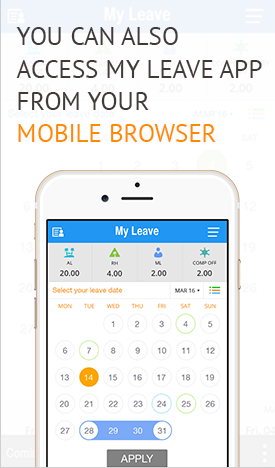 YOU CAN ALSO
ACCESS MY LEAVE APP
FROM YOUR
MOBILE BROWSER
My Leave
AL RH ML COMP OFF
20.00 4.00 2.00 2.00
Select your leave date MAR 16
MON TUE WED THU FRI SAT SUN
1 2 3 4 5
6 7 8 9 10 11 12
13 14 15 16 17 18 19
20 21 22 23 24 25 26
27 28 29 30 31
APPLY